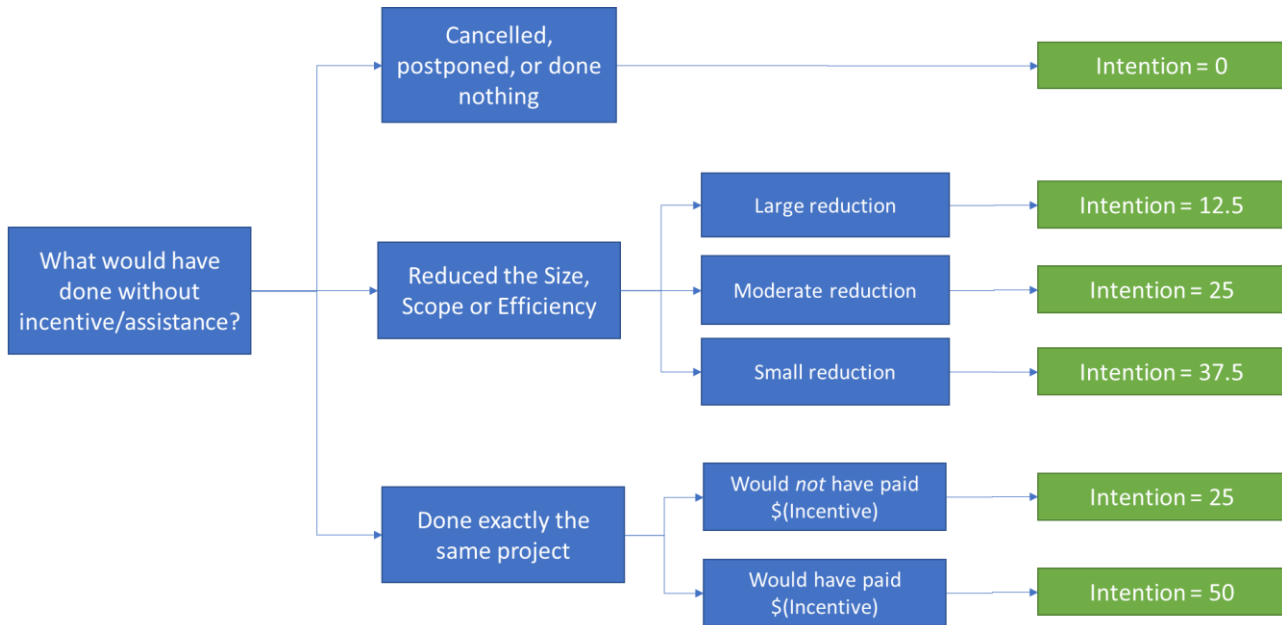 Cancelled,
postponed, or done
nothing
Intention = 0
What would have
done without
incentive/assistance?
Reduced the Size,
Scope or Efficiency
Large reduction
Intention = 12.5
Moderate reduction
Intention = 25
Small reduction
Intention = 37.5
Done exactly the
same project
Would not have paid
$(Incentive)
Intention = 25
Would have paid
$(Incentive)
Intention = 50